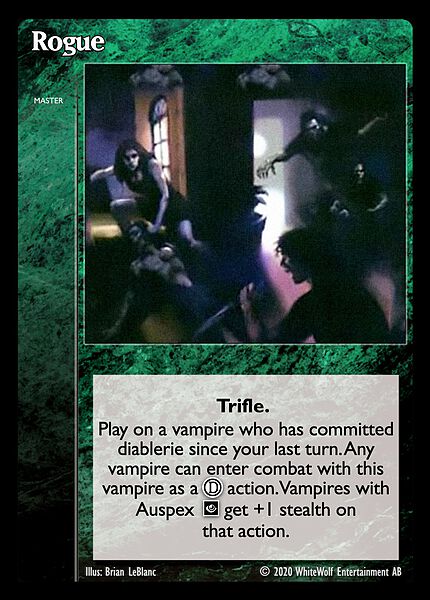 Rogue
MASTER
Trifle.
Play on a vampire who has committed
diablerie since your last turn. Any
vampire can enter combat with this
vampire as a Ⓓ action. Vampires with
Auspex get +1 stealth on
that action.
Illus: Brian LeBlanc
© 2020 WhiteWolf Entertainment AB